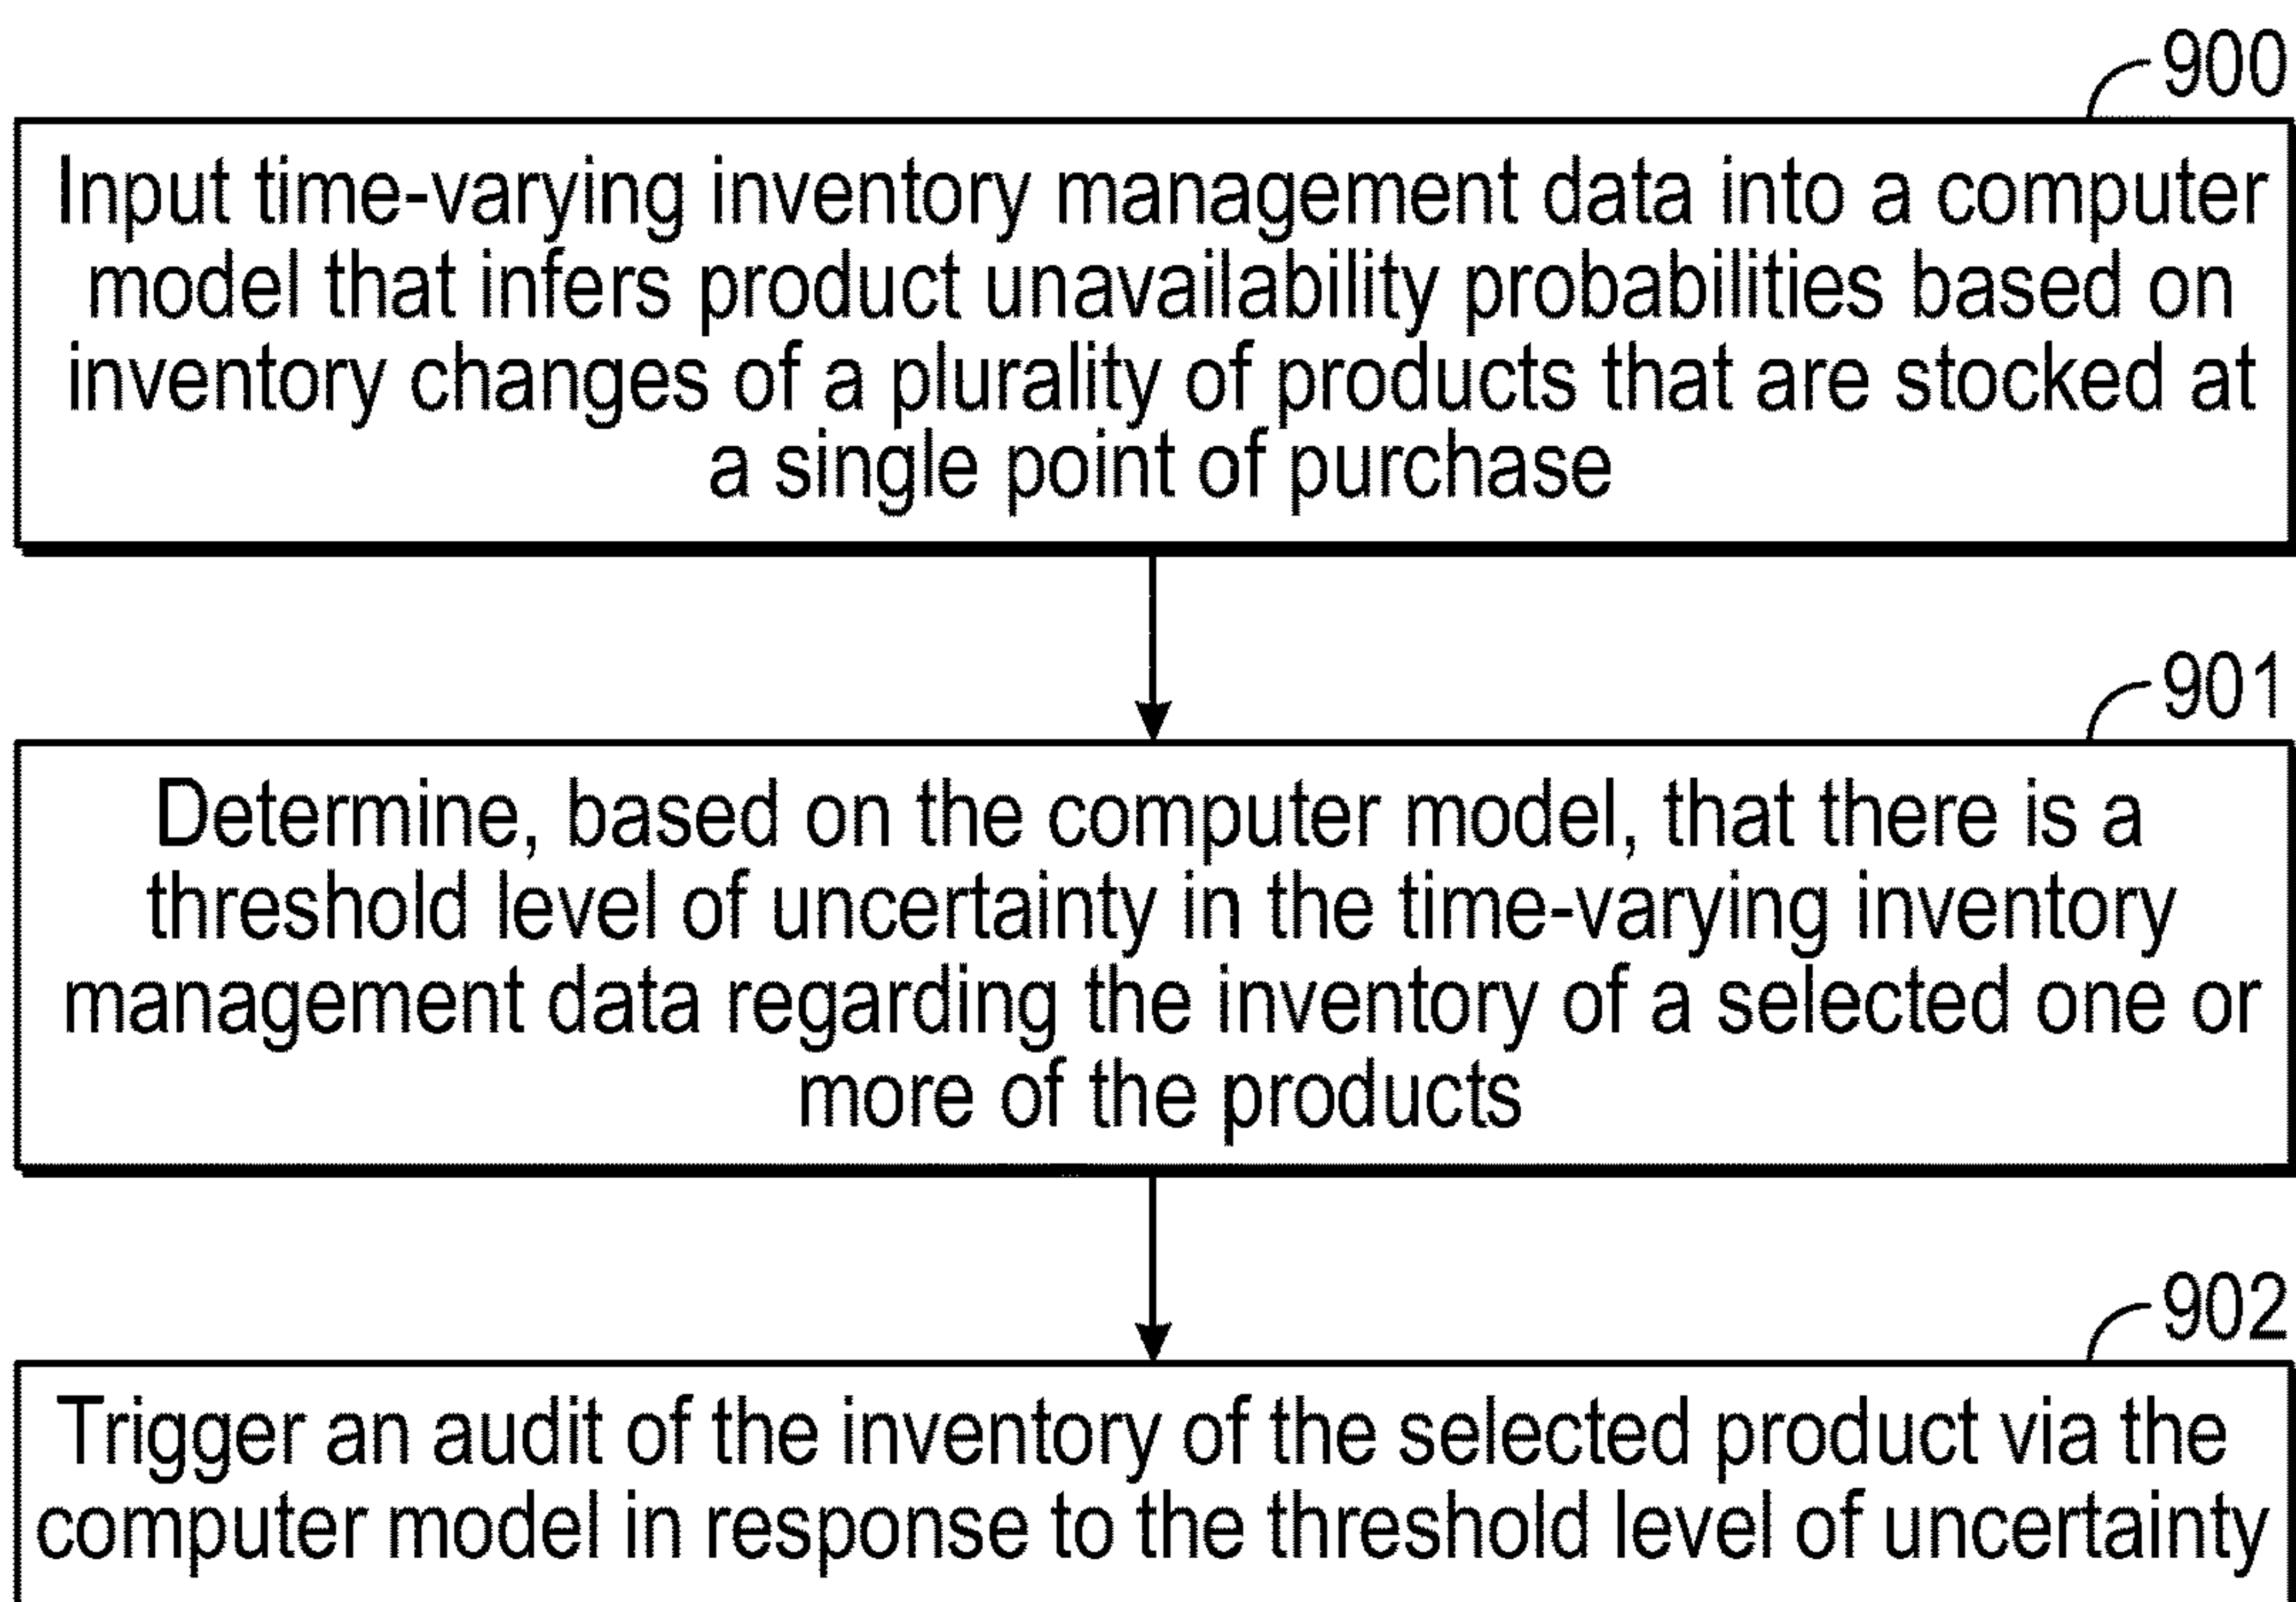 900
Input time-varying inventory management data into a computer
model that infers product unavailability probabilities based on
inventory changes of a plurality of products that are stocked at
a single point of purchase
901
Determine, based on the computer model, that there is a
threshold level of uncertainty in the time-varying inventory
management data regarding the inventory of a selected one or
more of the products
902
Trigger an audit of the inventory of the selected product via the
computer model in response to the threshold level of uncertainty